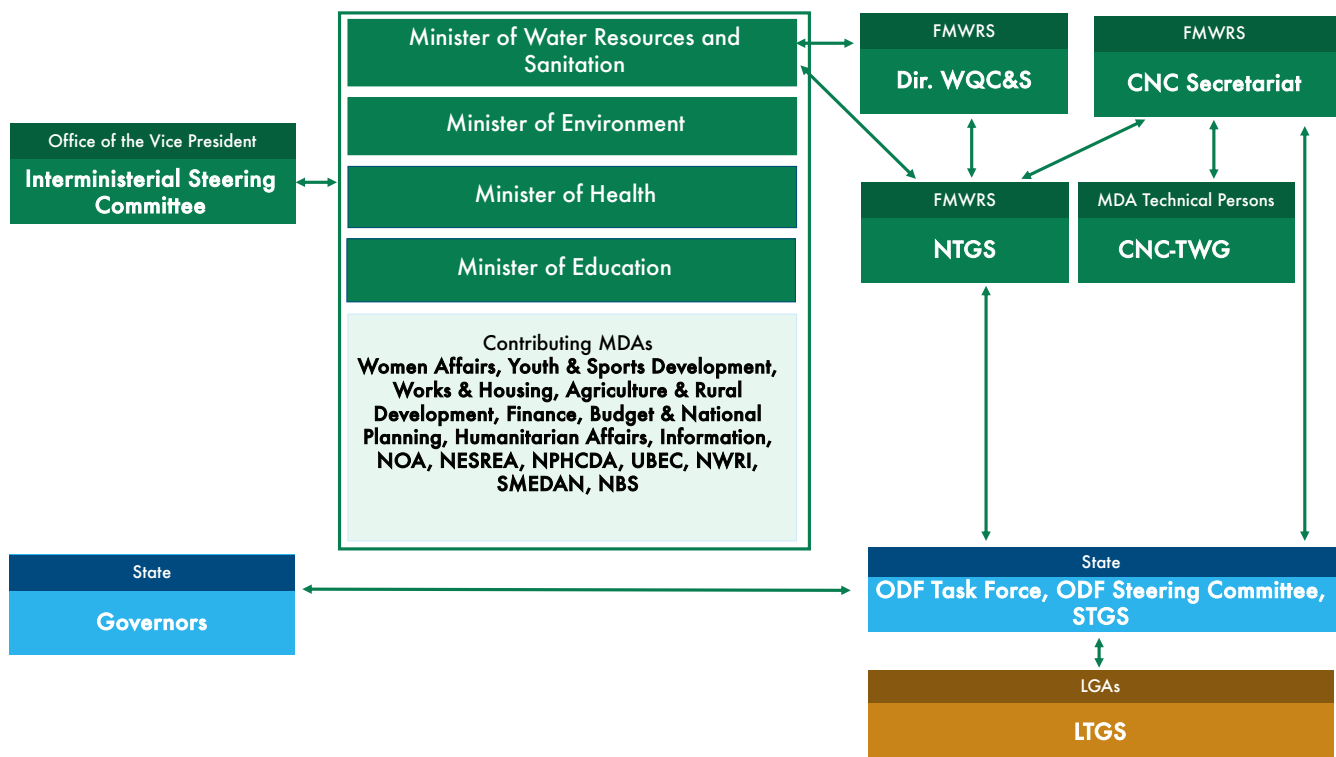 Office of the Vice President
Interministerial Steering
Committee
Minister of Water Resources and
Sanitation
Minister of Environment
Minister of Health
Minister of Education
Contributing MDAs
Women Affairs, Youth & Sports Development,
Works & Housing, Agriculture & Rural
Development, Finance, Budget & National
Planning, Humanitarian Affairs, Information,
NOA, NESREA, NPHCDA, UBEC, NWRI,
SMEDAN, NBS
FMWRS
Dir. WQC&S
FMWRS
CNC Secretariat
FMWRS
NTGS
MDA Technical Persons
CNC-TWG
State
Governors
State
ODF Task Force, ODF Steering Committee,
STGS
LGAs
LTGS